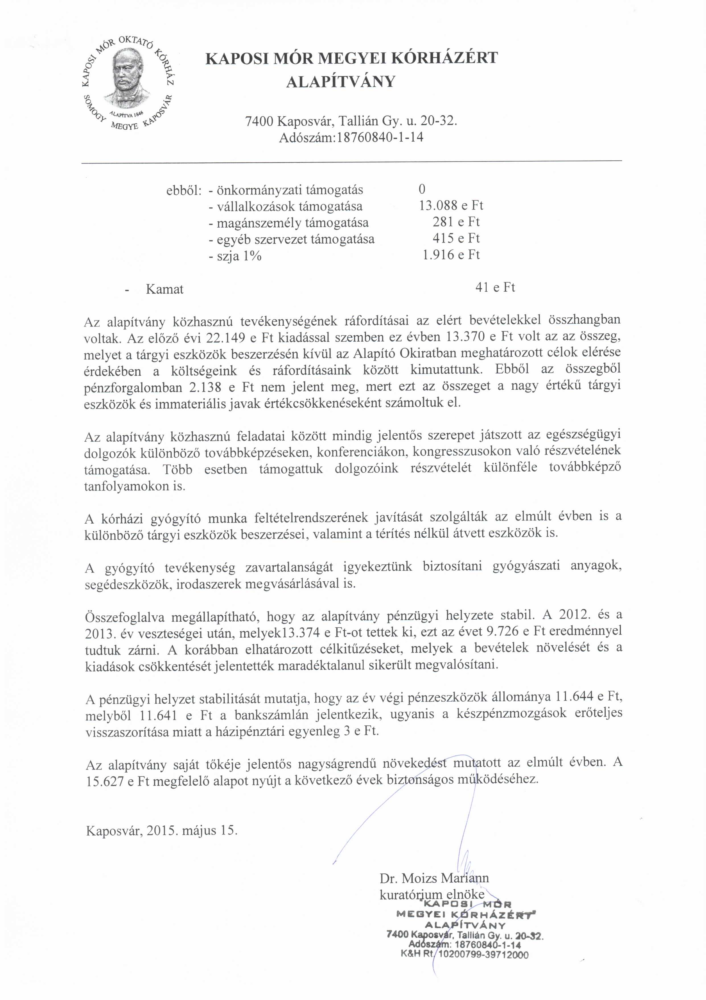 KAPOSI MÓR OKTATÓ KÓRHÁZ
ALAPÍTVA 1846
SOMOGY MEGYE KAPOSVÁR
KAPOSI MÓR MEGYEI KÓRHÁZÉRT
ALAPÍTVÁNY
7400 Kaposvár, Tallián Gy. u. 20-32.
Adószám:18760840-1-14
ebből: - önkormányzati támogatás 0
- vállalkozások támogatása 13.088 e Ft
- magánszemély támogatása 281 e Ft
- egyéb szervezet támogatása 415 e Ft
- szja 1% 1.916 e Ft
- Kamat 41 e Ft
Az alapítvány közhasznú tevékenységének ráfordításai az elért bevételekkel összhangban
voltak. Az előző évi 22.149 e Ft kiadással szemben ez évben 13.370 e Ft volt az az összeg,
melyet a tárgyi eszközök beszerzésén kívül az Alapító Okiratban meghatározott célok elérése
érdekében a költségeink és ráfordításaink között kimutattunk. Ebből az összegből
pénzforgalomban 2.138 e Ft nem jelent meg, mert ezt az összeget a nagy értékű tárgyi
eszközök és immateriális javak értékcsökkenéseként számoltuk el.
Az alapítvány közhasznú feladatai között mindig jelentős szerepet játszott az egészségügyi
dolgozók különböző továbbképzéseken, konferenciákon, kongresszusokon való részvételének
támogatása. Több esetben támogattuk dolgozóink részvételét különféle továbbképző
tanfolyamokon is.
A kórházi gyógyító munka feltételrendszerének javítását szolgálták az elmúlt évben is a
különböző tárgyi eszközök beszerzései, valamint a térítés nélkül átvett eszközök is.
A gyógyító tevékenység zavartalanságát igyekeztünk biztosítani gyógyászati anyagok,
segédeszközök, irodaszerek megvásárlásával is.
Összefoglalva megállapítható, hogy az alapítvány pénzügyi helyzete stabil. A 2012. és a
2013. év veszteségei után, melyek13.374 e Ft-ot tettek ki, ezt az évet 9.726 e Ft eredménnyel
tudtuk zárni. A korábban elhatározott célkitűzéseket, melyek a bevételek növelését és a
kiadások csökkentését jelentették maradéktalanul sikerült megvalósítani.
A pénzügyi helyzet stabilitását mutatja, hogy az év végi pénzeszközök állománya 11.644 e Ft,
melyből 11.641 e Ft a bankszámlán jelentkezik, ugyanis a készpénzmozgások erőteljes
visszaszorítása miatt a házipénztári egyenleg 3 e Ft.
Az alapítvány saját tőkéje jelentős nagyságrendű növekedést mutatott az elmúlt évben. A
15.627 e Ft megfelelő alapot nyújt a következő évek biztonságos működéséhez.
Kaposvár, 2015. május 15.
Dr. Moizs Mariann
kuratórium elnöke
"KAPOSI MÓR
MEGYEI KÓRHÁZÉRT"
ALAPÍTVÁNY
7400 Kaposvár, Tallián Gy. u. 20-32.
Adószám: 18760840-1-14
K&H Rt. 10200799-39712000